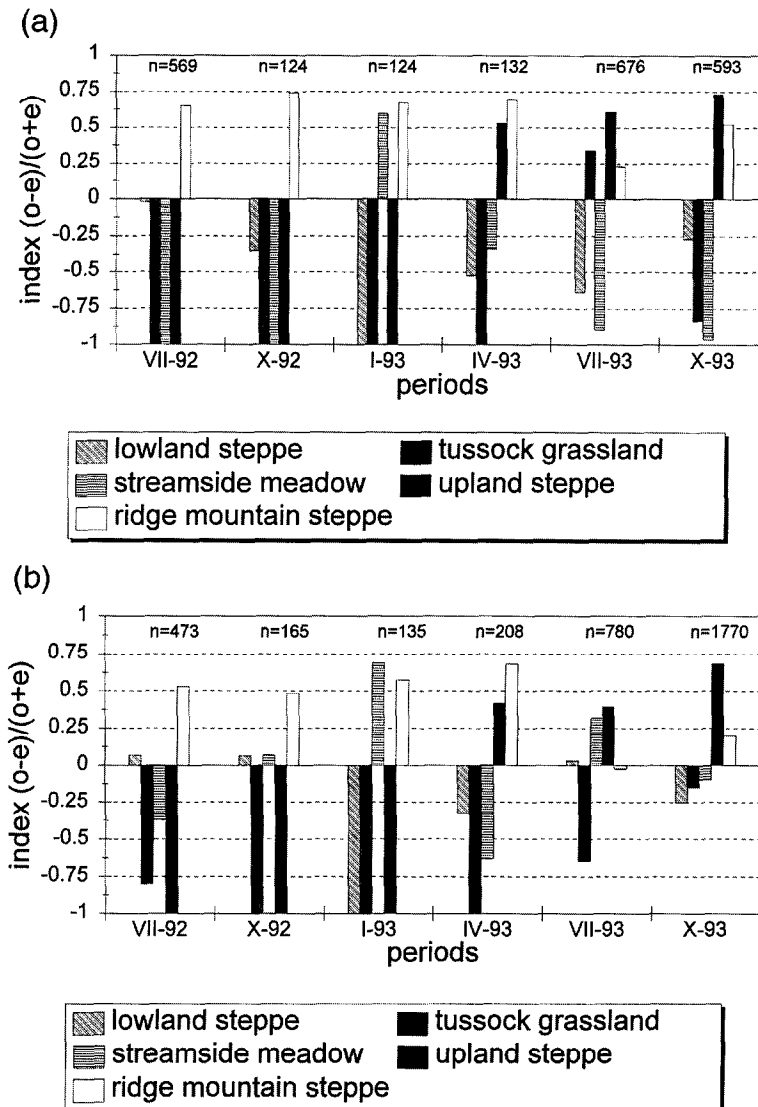 (a)
index (o-e)/(o+e)
1
0.75
0.5
0.25
0
-0.25
-0.5
-0.75
-1
n=569 n=124 n=124 n=132 n=676 n=593
VII-92 X-92 I-93 IV-93 VII-93 X-93
periods
lowland steppe tussock grassland
streamside meadow upland steppe
ridge mountain steppe
(b)
index (o-e)/(o+e)
1
0.75
0.5
0.25
0
-0.25
-0.5
-0.75
-1
n=473 n=165 n=135 n=208 n=780 n=1770
VII-92 X-92 I-93 IV-93 VII-93 X-93
periods
lowland steppe tussock grassland
streamside meadow upland steppe
ridge mountain steppe